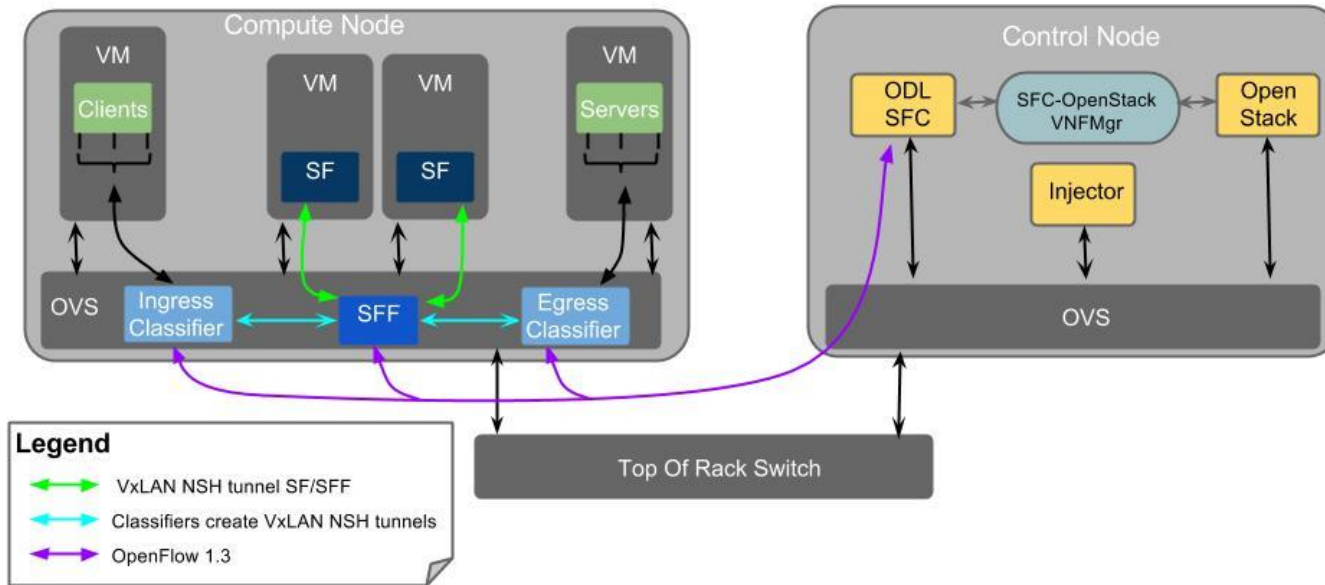 Compute Node
VM
Clients
VM
SF
VM
SF
VM
Servers
OVS
Ingress
Classifier
SFF
Egress
Classifier
Control Node
ODL
SFC
SFC-OpenStack
VNFMgr
Open
Stack
Injector
OVS
Top Of Rack Switch
Legend
VxLAN NSH tunnel SF/SFF
Classifiers create VxLAN NSH tunnels
OpenFlow 1.3